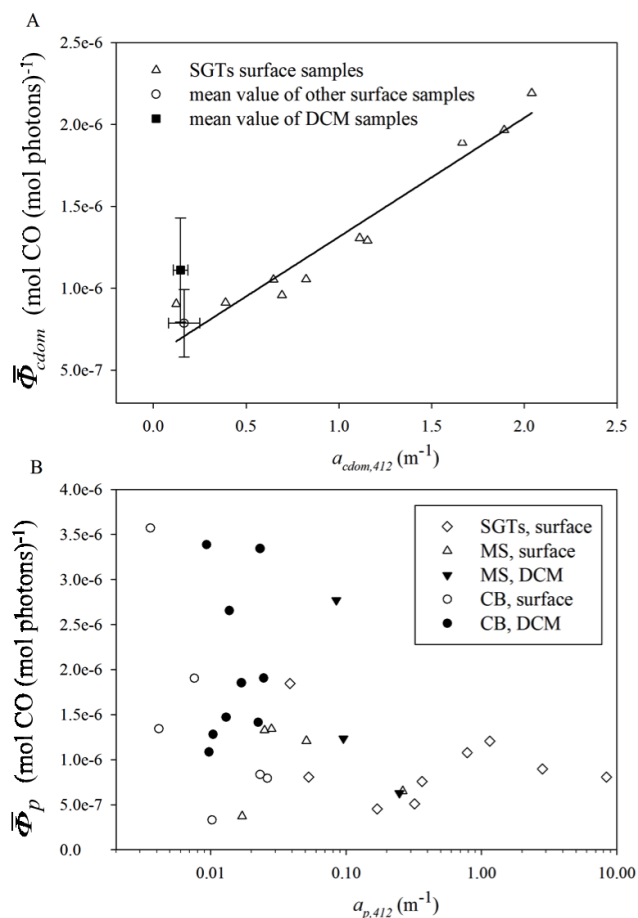 A
2.5e-6
2.0e-6
1.5e-6
1.0e-6
5.0e-7
SGTs surface samples
mean value of other surface samples
mean value of DCM samples
Φ̅cdom (mol CO (mol photons)-1)
0.0 0.5 1.0 1.5 2.0 2.5
acdom,412 (m-1)
B
4.0e-6
3.5e-6
3.0e-6
2.5e-6
2.0e-6
1.5e-6
1.0e-6
5.0e-7
0.0
SGTs, surface
MS, surface
MS, DCM
CB, surface
CB, DCM
Φ̅p (mol CO (mol photons)-1)
0.01 0.10 1.00 10.00
ap,412 (m-1)